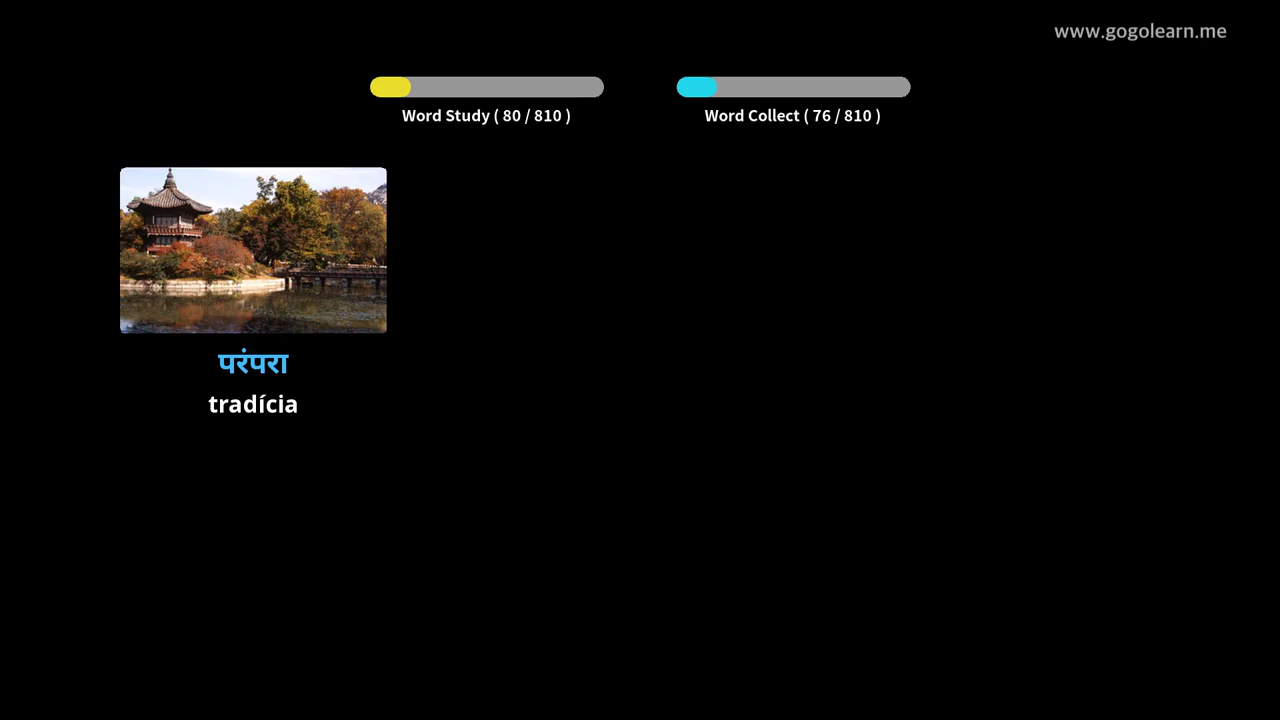 www.gogolearn.me
Word Study ( 80 / 810 )
Word Collect ( 76 / 810 )
परंपरा
tradícia